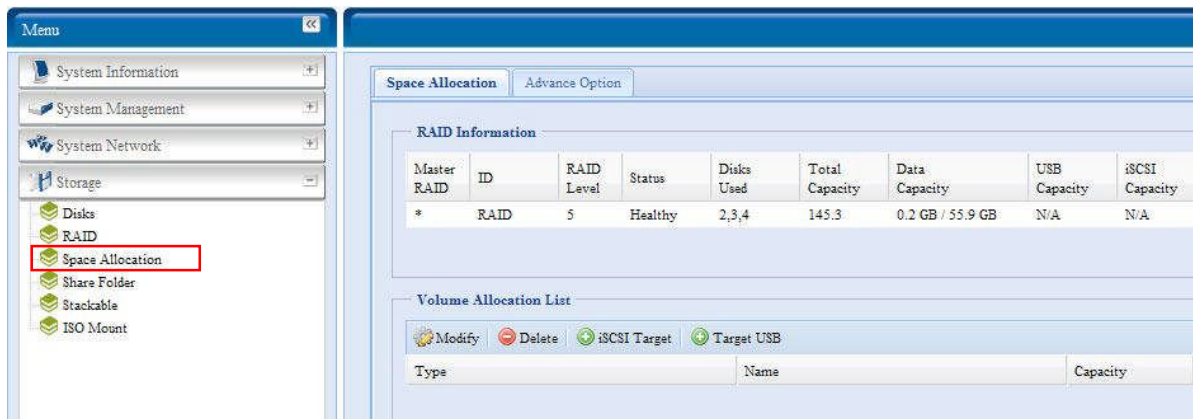 Menu
System Information
System Management
System Network
Storage
Disks
RAID
Space Allocation
Share Folder
Stackable
ISO Mount
Space Allocation Advance Option
RAID Information
Master RAID ID RAID Level Status Disks Used Total Capacity Data Capacity USB Capacity iSCSI Capacity
* RAID 5 Healthy 2,3,4 145.3 0.2 GB / 55.9 GB N/A N/A
Volume Allocation List
Modify Delete iSCSI Target Target USB
Type Name Capacity